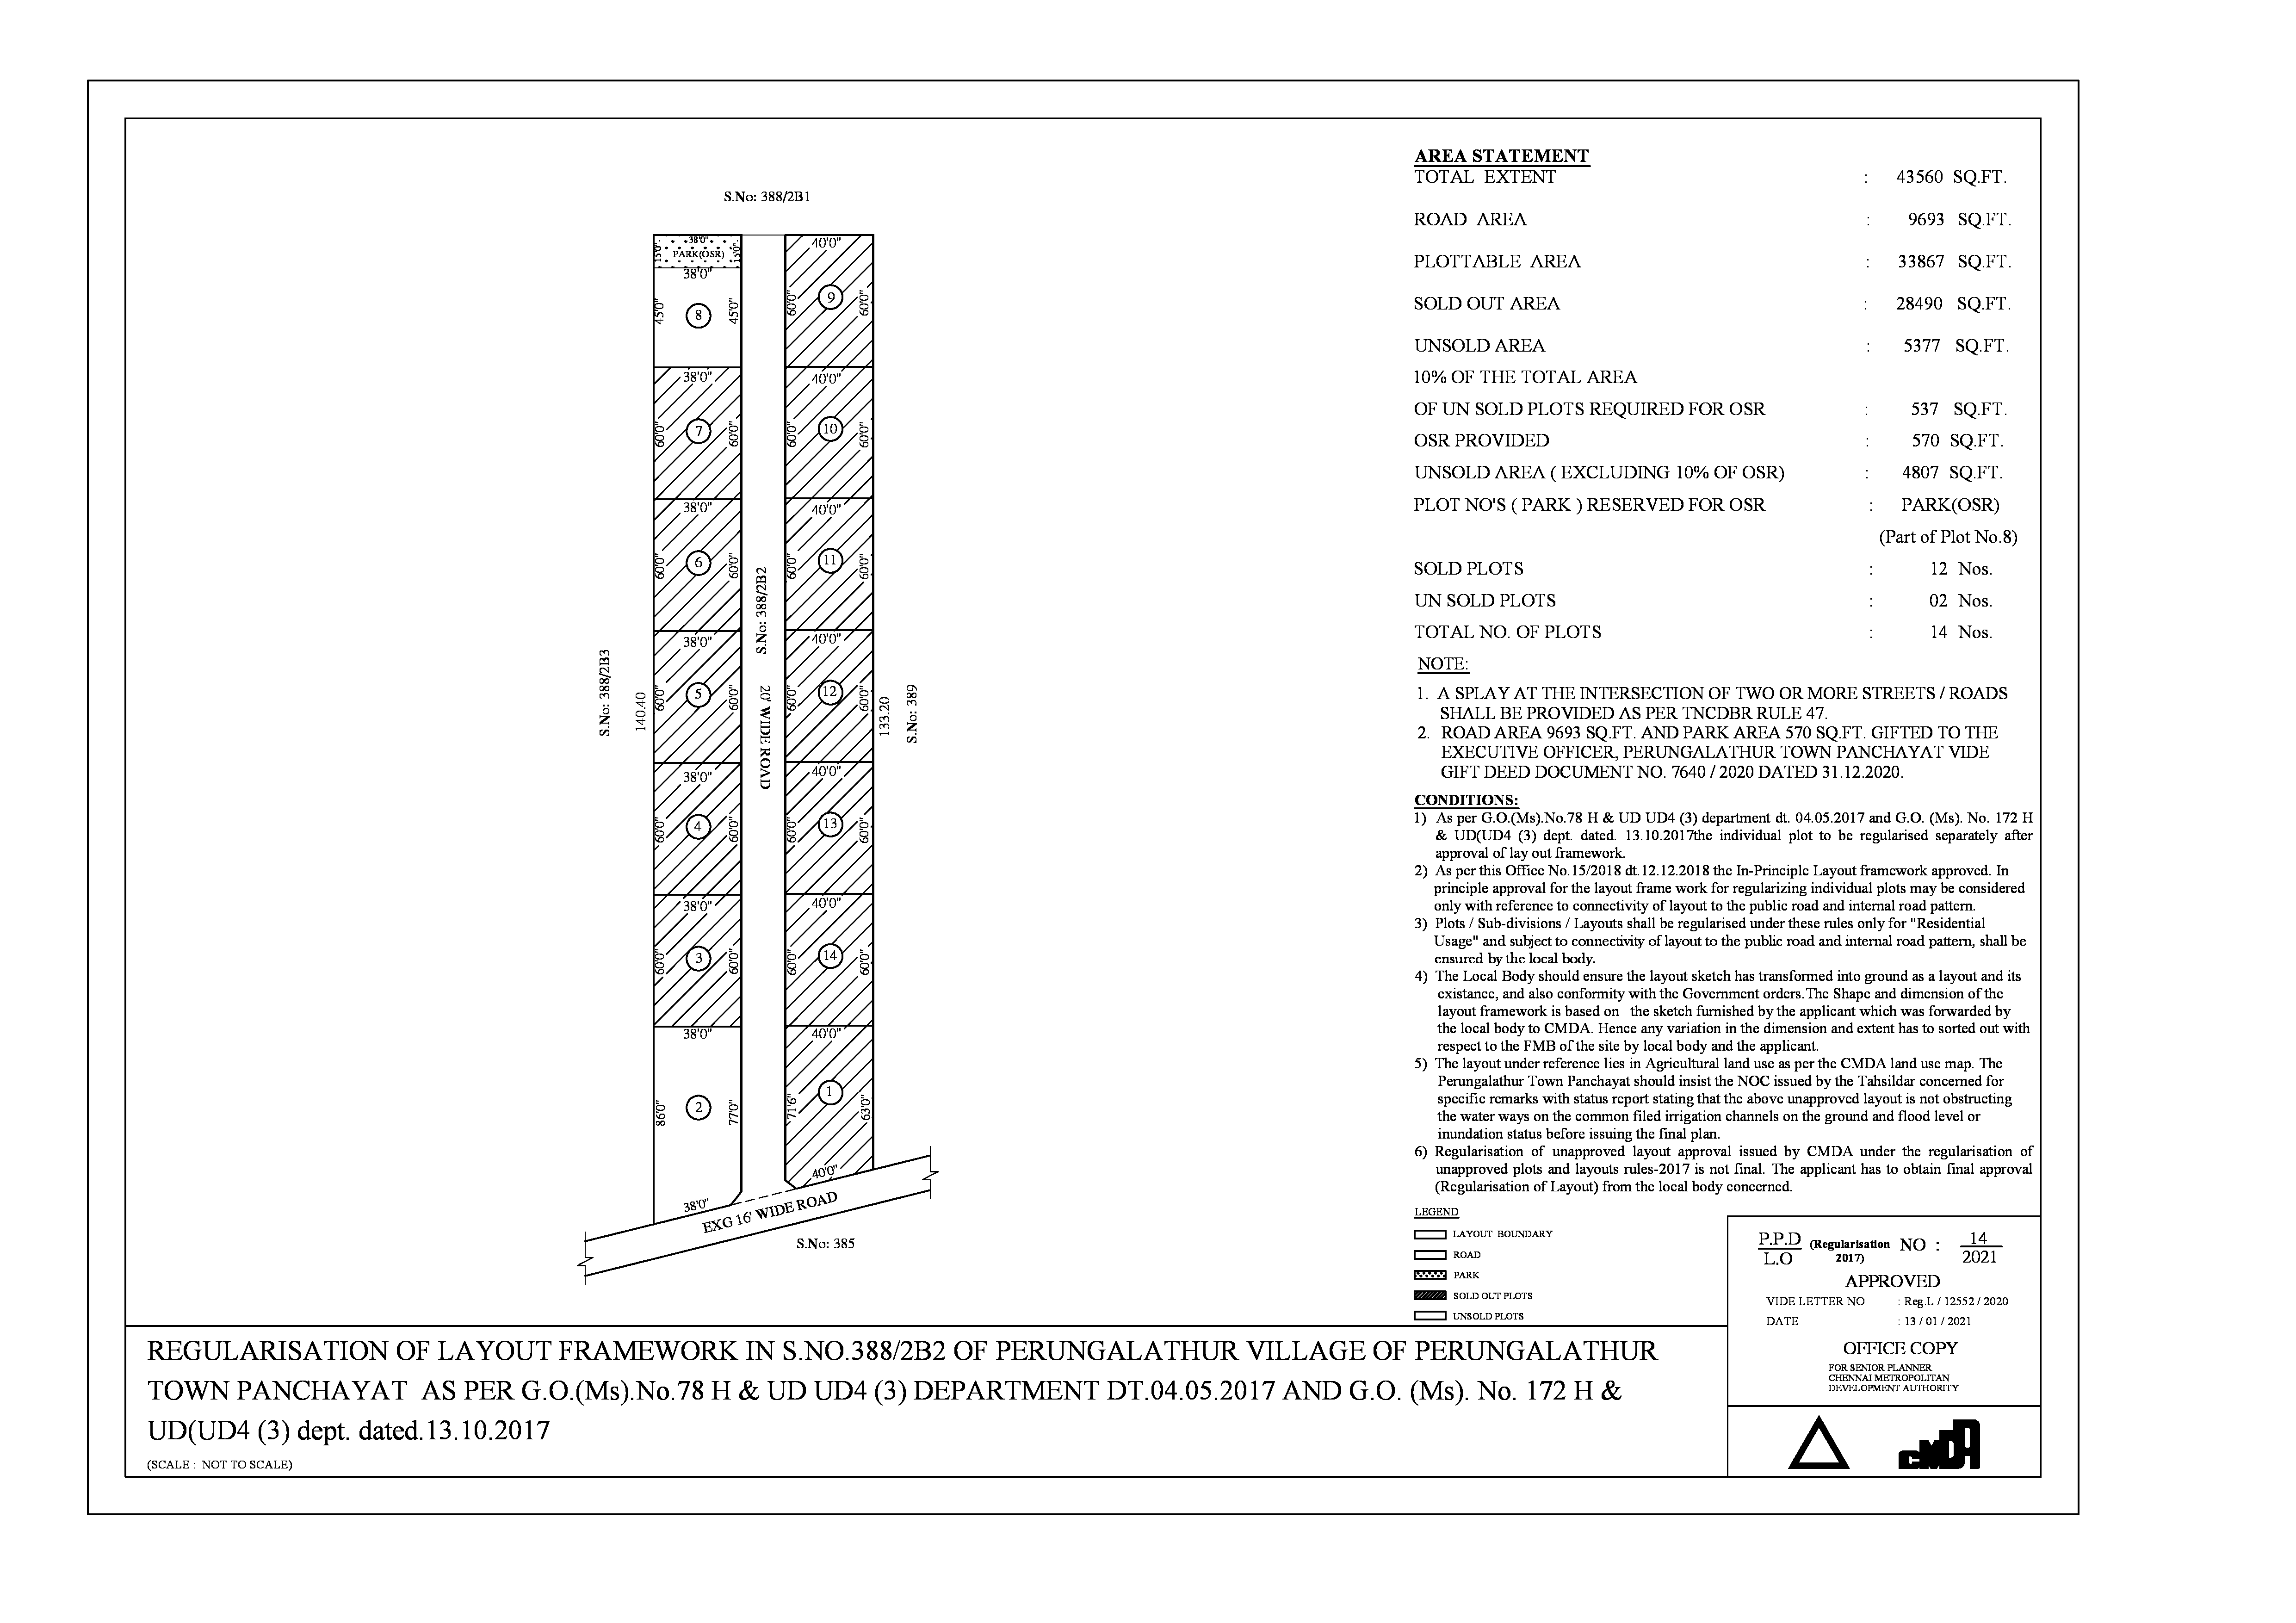 S.No: 388/2B1
38'0"
15'0"
PARK(OSR)
15'0"
38'0"
45'0"
8
45'0"
38'0"
60'0"
7
60'0"
38'0"
60'0"
6
60'0"
38'0"
60'0"
5
60'0"
38'0"
60'0"
4
60'0"
38'0"
60'0"
3
60'0"
38'0"
86'0"
2
77'0"
38'0"
40'0"
60'0"
9
60'0"
40'0"
60'0"
10
60'0"
40'0"
60'0"
11
60'0"
40'0"
60'0"
12
60'0"
40'0"
60'0"
13
60'0"
40'0"
60'0"
14
60'0"
40'0"
71'6"
1
63'0"
40'0"
S.No: 388/2B3
140.40
S.No: 388/2B2
20' WIDE ROAD
133.20
S.No: 389
EXG 16' WIDE ROAD
S.No: 385
AREA STATEMENT
TOTAL EXTENT : 43560 SQ.FT.
ROAD AREA : 9693 SQ.FT.
PLOTTABLE AREA : 33867 SQ.FT.
SOLD OUT AREA : 28490 SQ.FT.
UNSOLD AREA : 5377 SQ.FT.
10% OF THE TOTAL AREA
OF UN SOLD PLOTS REQUIRED FOR OSR : 537 SQ.FT.
OSR PROVIDED : 570 SQ.FT.
UNSOLD AREA ( EXCLUDING 10% OF OSR) : 4807 SQ.FT.
PLOT NO'S ( PARK ) RESERVED FOR OSR : PARK(OSR)
(Part of Plot No.8)
SOLD PLOTS : 12 Nos.
UN SOLD PLOTS : 02 Nos.
TOTAL NO. OF PLOTS : 14 Nos.
NOTE:
1. A SPLAY AT THE INTERSECTION OF TWO OR MORE STREETS / ROADS
SHALL BE PROVIDED AS PER TNCDBR RULE 47.
2. ROAD AREA 9693 SQ.FT. AND PARK AREA 570 SQ.FT. GIFTED TO THE
EXECUTIVE OFFICER, PERUNGALATHUR TOWN PANCHAYAT VIDE
GIFT DEED DOCUMENT NO. 7640 / 2020 DATED 31.12.2020.
CONDITIONS:
1) As per G.O.(Ms).No.78 H & UD UD4 (3) department dt. 04.05.2017 and G.O. (Ms). No. 172 H
& UD(UD4 (3) dept. dated. 13.10.2017the individual plot to be regularised separately after
approval of lay out framework.
2) As per this Office No.15/2018 dt.12.12.2018 the In-Principle Layout framework approved. In
principle approval for the layout frame work for regularizing individual plots may be considered
only with reference to connectivity of layout to the public road and internal road pattern.
3) Plots / Sub-divisions / Layouts shall be regularised under these rules only for "Residential
Usage" and subject to connectivity of layout to the public road and internal road pattern, shall be
ensured by the local body.
4) The Local Body should ensure the layout sketch has transformed into ground as a layout and its
existance, and also conformity with the Government orders.The Shape and dimension of the
layout framework is based on the sketch furnished by the applicant which was forwarded by
the local body to CMDA. Hence any variation in the dimension and extent has to sorted out with
respect to the FMB of the site by local body and the applicant.
5) The layout under reference lies in Agricultural land use as per the CMDA land use map. The
Perungalathur Town Panchayat should insist the NOC issued by the Tahsildar concerned for
specific remarks with status report stating that the above unapproved layout is not obstructing
the water ways on the common filed irrigation channels on the ground and flood level or
inundation status before issuing the final plan.
6) Regularisation of unapproved layout approval issued by CMDA under the regularisation of
unapproved plots and layouts rules-2017 is not final. The applicant has to obtain final approval
(Regularisation of Layout) from the local body concerned.
LEGEND
LAYOUT BOUNDARY
ROAD
PARK
SOLD OUT PLOTS
UNSOLD PLOTS
P.P.D (Regularisation NO : 14
L.O 2017) 2021
APPROVED
VIDE LETTER NO : Reg.L / 12552 / 2020
DATE : 13 / 01 / 2021
OFFICE COPY
FOR SENIOR PLANNER
CHENNAI METROPOLITAN
DEVELOPMENT AUTHORITY
CMDA
REGULARISATION OF LAYOUT FRAMEWORK IN S.NO.388/2B2 OF PERUNGALATHUR VILLAGE OF PERUNGALATHUR
TOWN PANCHAYAT AS PER G.O.(Ms).No.78 H & UD UD4 (3) DEPARTMENT DT.04.05.2017 AND G.O. (Ms). No. 172 H &
UD(UD4 (3) dept. dated.13.10.2017
(SCALE : NOT TO SCALE)